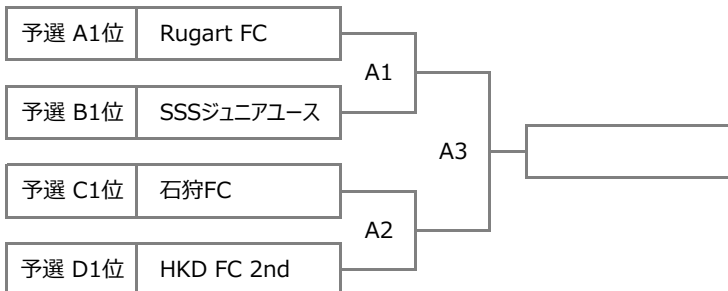 予選 A1位 Rugart FC
A1
予選 B1位 SSSジュニアユース
A3
予選 C1位 石狩FC
A2
予選 D1位 HKD FC 2nd